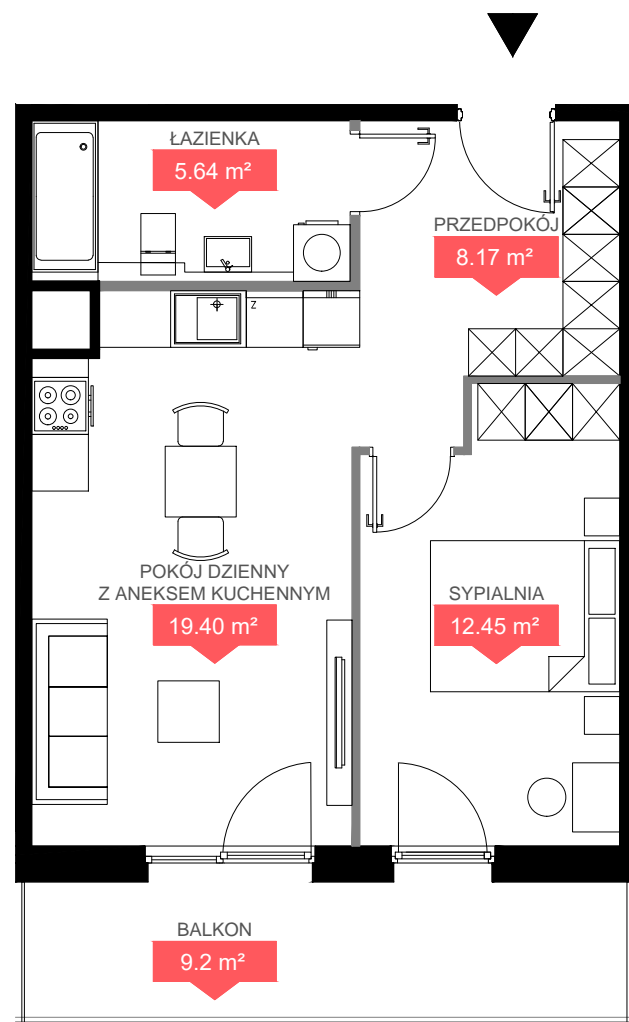 ŁAZIENKA
5.64 m²
PRZEDPOKÓJ
8.17 m²
Z
POKÓJ DZIENNY
Z ANEKSEM KUCHENNYM
19.40 m²
SYPIALNIA
12.45 m²
BALKON
9.2 m²